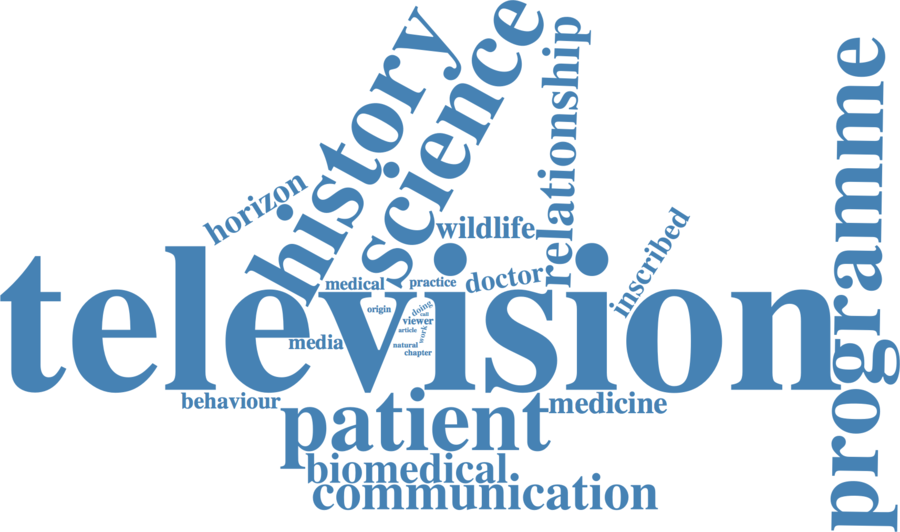 history
science
relationship
programme
horizon
wildlife
inscribed
television
medical
practice
doctor
origin
doing
call
viewer
article
work
media
natural
chapter
behaviour
patient
medicine
biomedical
communication